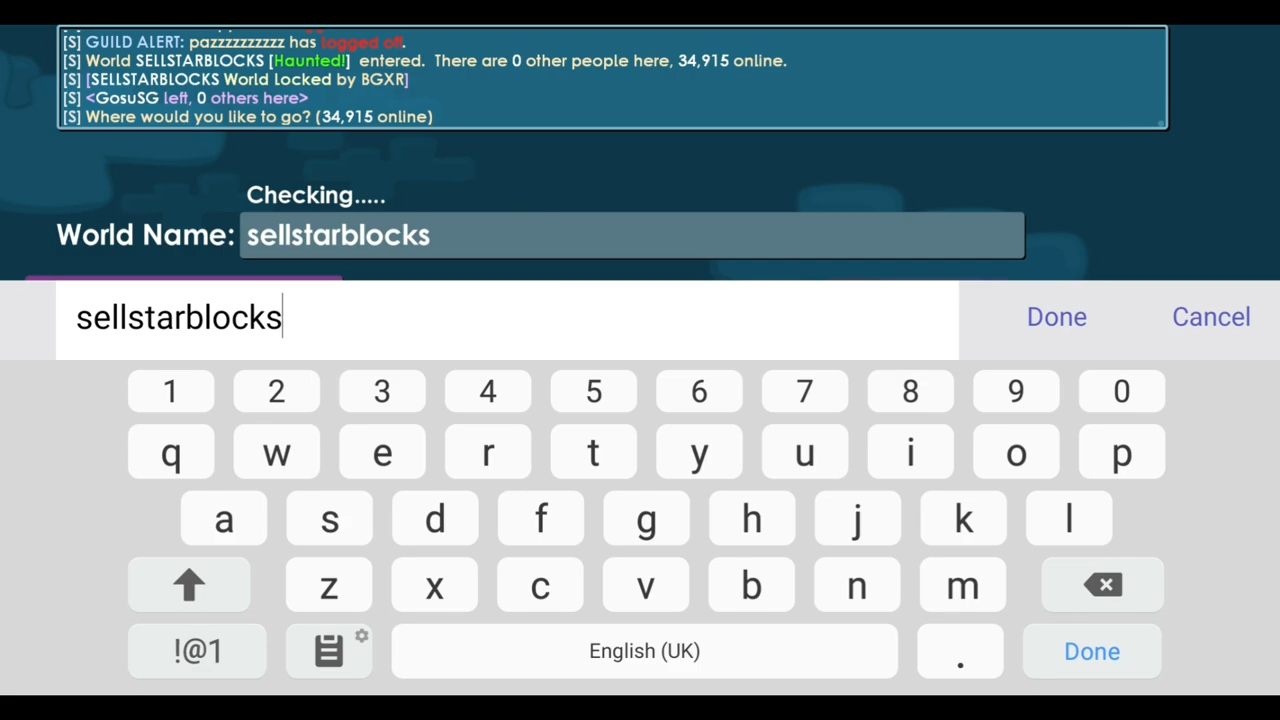 [S] GUILD ALERT: pazzzzzzzzzz has logged off.
[S] World SELLSTARBLOCKS [Haunted!] entered. There are 0 other people here, 34,915 online.
[S] [SELLSTARBLOCKS World Locked by BGXR]
[S] <GosuSG left, 0 others here>
[S] Where would you like to go? (34,915 online)
Checking.....
World Name: sellstarblocks
sellstarblocks Done Cancel
1 2 3 4 5 6 7 8 9 0
q w e r t y u i o p
a s d f g h j k l
z x c v b n m
!@1 English (UK) . Done